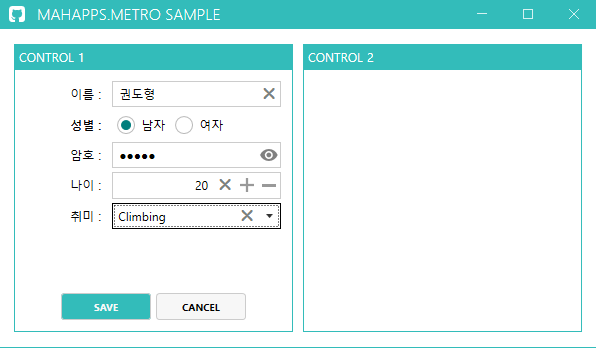 MAHAPPS.METRO SAMPLE
CONTROL 1
이름 : 권도형
성별 : 남자 여자
암호 : ●●●●●
나이 : 20
취미 : Climbing
SAVE CANCEL
CONTROL 2